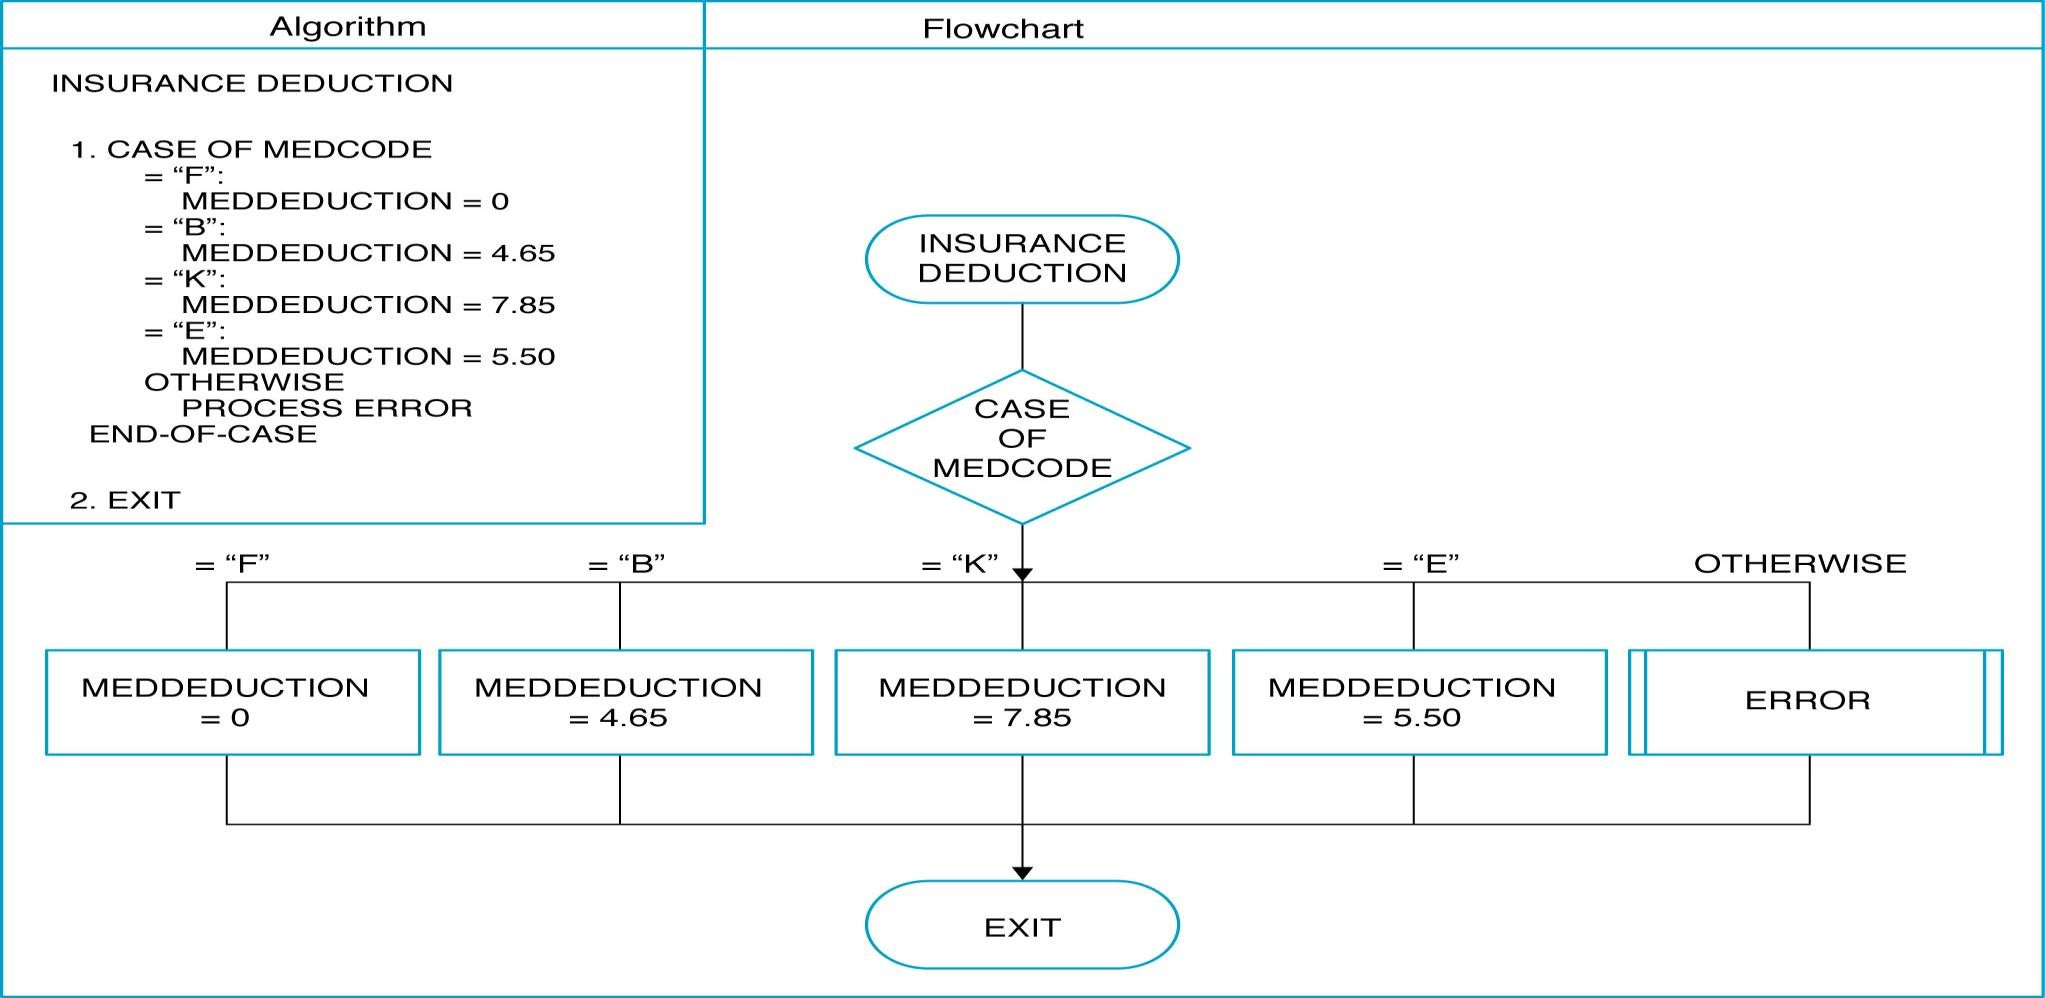 Algorithm
Flowchart
INSURANCE DEDUCTION
1. CASE OF MEDCODE
= “F”:
MEDDEDUCTION = 0
= “B”:
MEDDEDUCTION = 4.65
= “K”:
MEDDEDUCTION = 7.85
= “E”:
MEDDEDUCTION = 5.50
OTHERWISE
PROCESS ERROR
END-OF-CASE
2. EXIT
INSURANCE
DEDUCTION
CASE
OF
MEDCODE
= “F”
= “B”
= “K”
= “E”
OTHERWISE
MEDDEDUCTION
= 0
MEDDEDUCTION
= 4.65
MEDDEDUCTION
= 7.85
MEDDEDUCTION
= 5.50
ERROR
EXIT